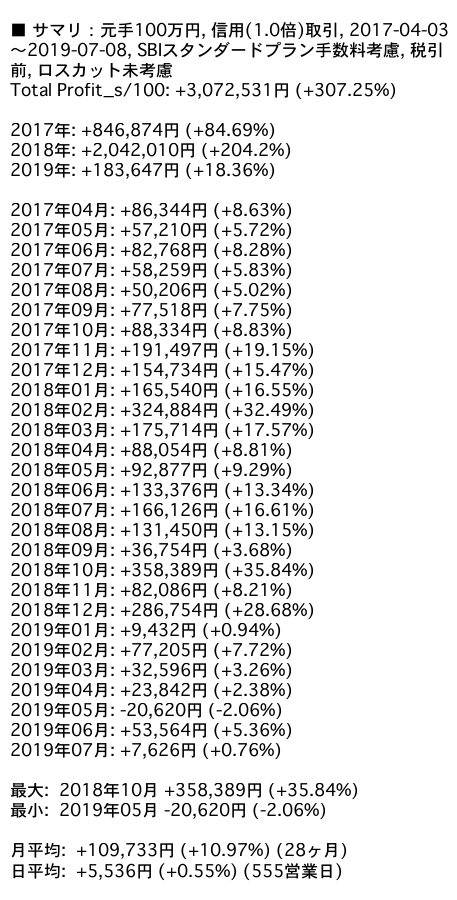 ■ サマリ：元手100万円, 信用(1.0倍)取引, 2017-04-03
～2019-07-08, SBIスタンダードプラン手数料考慮, 税引
前, ロスカット未考慮
Total Profit_s/100: +3,072,531円 (+307.25%)
2017年: +846,874円 (+84.69%)
2018年: +2,042,010円 (+204.2%)
2019年: +183,647円 (+18.36%)
2017年04月: +86,344円 (+8.63%)
2017年05月: +57,210円 (+5.72%)
2017年06月: +82,768円 (+8.28%)
2017年07月: +58,259円 (+5.83%)
2017年08月: +50,206円 (+5.02%)
2017年09月: +77,518円 (+7.75%)
2017年10月: +88,334円 (+8.83%)
2017年11月: +191,497円 (+19.15%)
2017年12月: +154,734円 (+15.47%)
2018年01月: +165,540円 (+16.55%)
2018年02月: +324,884円 (+32.49%)
2018年03月: +175,714円 (+17.57%)
2018年04月: +88,054円 (+8.81%)
2018年05月: +92,877円 (+9.29%)
2018年06月: +133,376円 (+13.34%)
2018年07月: +166,126円 (+16.61%)
2018年08月: +131,450円 (+13.15%)
2018年09月: +36,754円 (+3.68%)
2018年10月: +358,389円 (+35.84%)
2018年11月: +82,086円 (+8.21%)
2018年12月: +286,754円 (+28.68%)
2019年01月: +9,432円 (+0.94%)
2019年02月: +77,205円 (+7.72%)
2019年03月: +32,596円 (+3.26%)
2019年04月: +23,842円 (+2.38%)
2019年05月: -20,620円 (-2.06%)
2019年06月: +53,564円 (+5.36%)
2019年07月: +7,626円 (+0.76%)
最大: 2018年10月 +358,389円 (+35.84%)
最小: 2019年05月 -20,620円 (-2.06%)
月平均: +109,733円 (+10.97%) (28ヶ月)
日平均: +5,536円 (+0.55%) (555営業日)